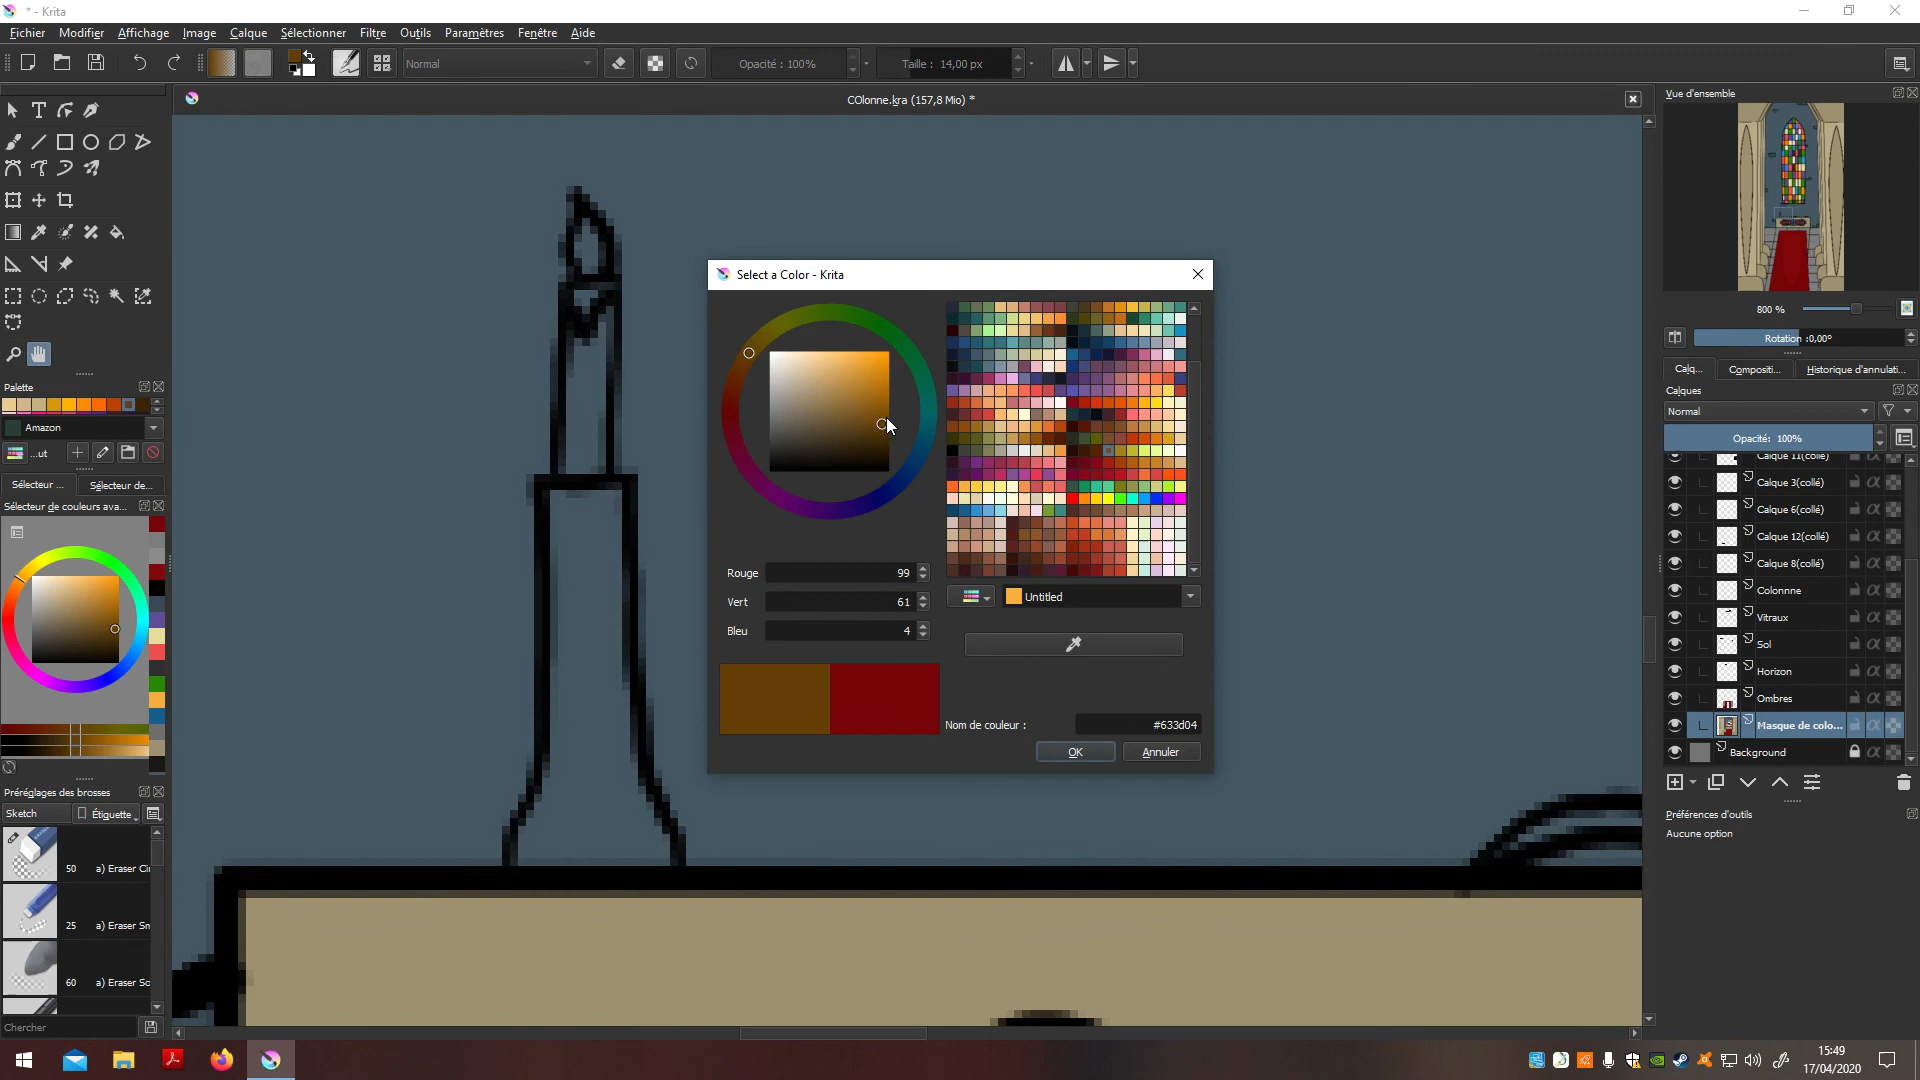 * - Krita
Fichier Modifier Affichage Image Calque Sélectionner Filtre Outils Paramètres Fenêtre Aide
Normal
Opacité : 100%
Taille : 14,00 px
COlonne.kra (157,8 Mio) *
Vue d'ensemble
800 %
Rotation :0,00°
Palette
Amazon
...ut
Sélecteur ... Sélecteur de...
Sélecteur de couleurs ava...
Préréglages des brosses
Sketch Étiquette
50 a) Eraser Cir
25 a) Eraser Sm
60 a) Eraser So
Chercher
Select a Color - Krita
Rouge 99
Vert 61
Bleu 4
Untitled
Nom de couleur : #633d04
OK Annuler
Calq... Compositi... Historique d'annulati...
Calques
Normal
Opacité: 100%
Calque 11(collé)
Calque 3(collé)
Calque 6(collé)
Calque 12(collé)
Calque 8(collé)
Colonnne
Vitraux
Sol
Horizon
Ombres
Masque de colo...
Background
Préférences d'outils
Aucune option
15:49
17/04/2020